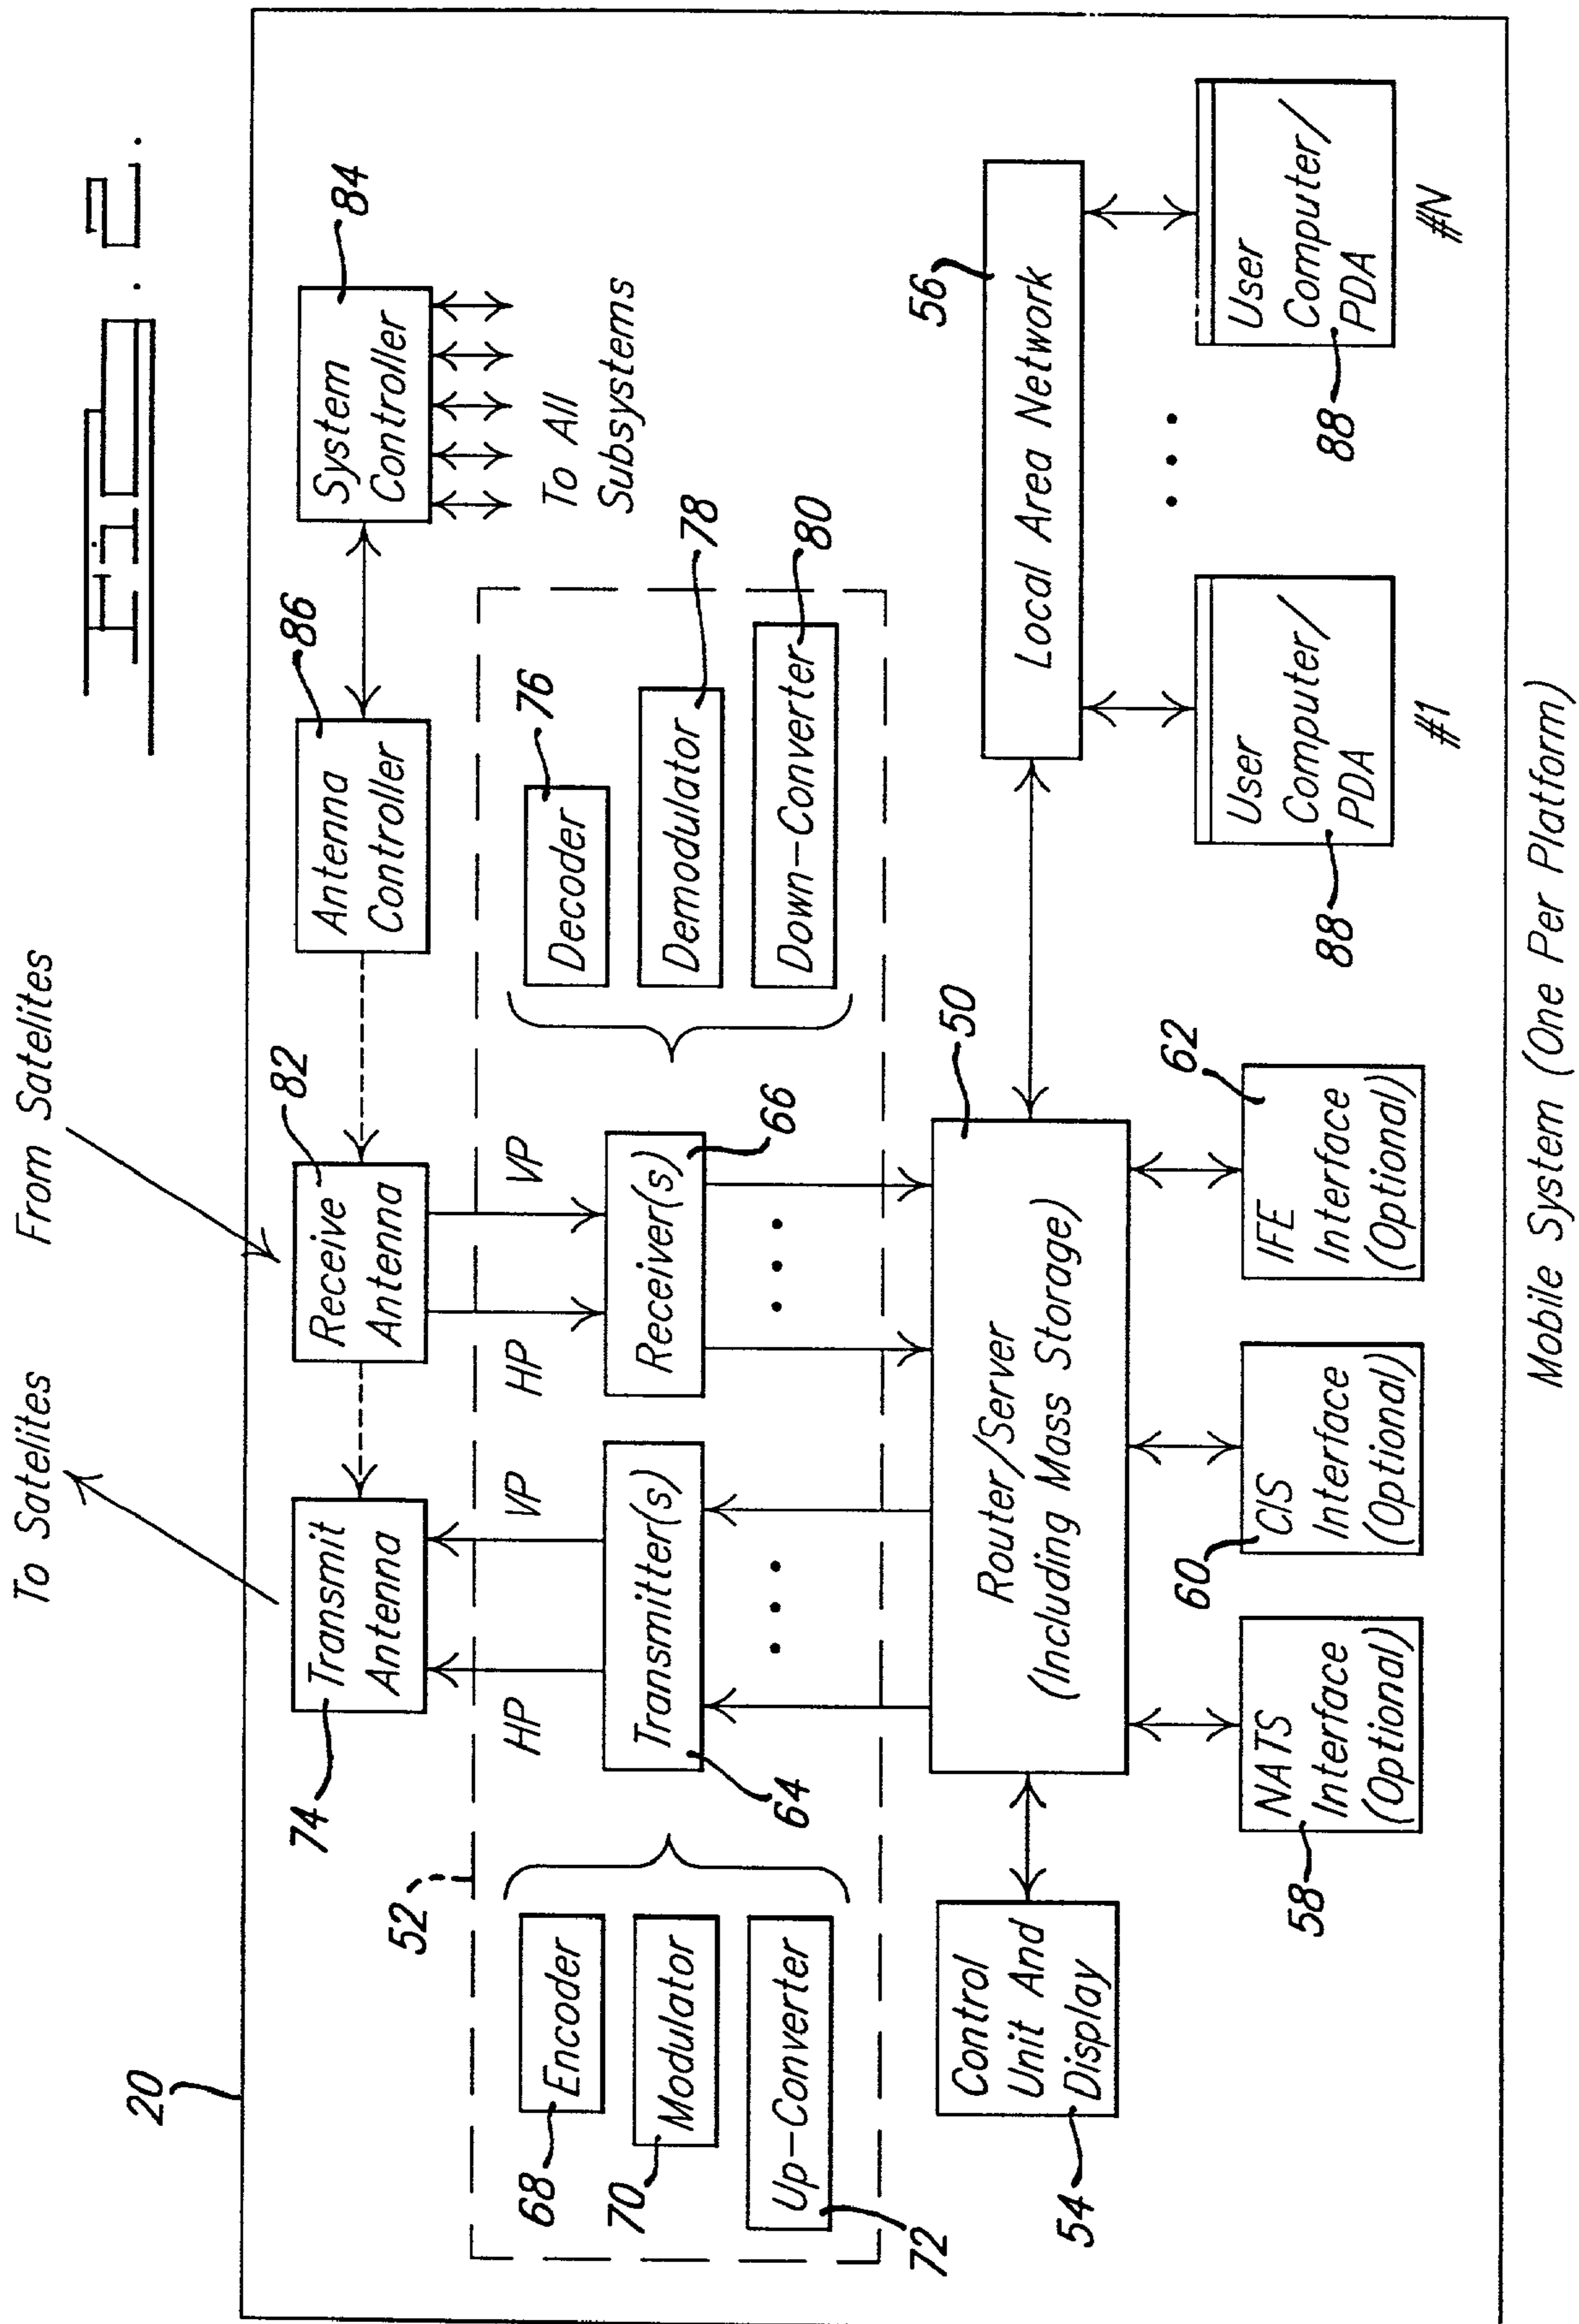 Fig. 2.
To Satelites
From Satelites
20
74
Transmit
Antenna
82
Receive
Antenna
86
Antenna
Controller
84
System
Controller
To All
Subsystems
52
HP
VP
HP
VP
68
Encoder
70
Modulator
Up-Converter
72
64
Transmitter(s)
66
Receiver(s)
76
Decoder
78
Demodulator
80
Down-Converter
54
Control
Unit And
Display
50
Router/Server
(Including Mass Storage)
56
Local Area Network
58
NATS
Interface
(Optional)
60
CIS
Interface
(Optional)
62
IFE
Interface
(Optional)
88
User
Computer/
PDA
#1
88
User
Computer/
PDA
#N
Mobile System (One Per Platform)